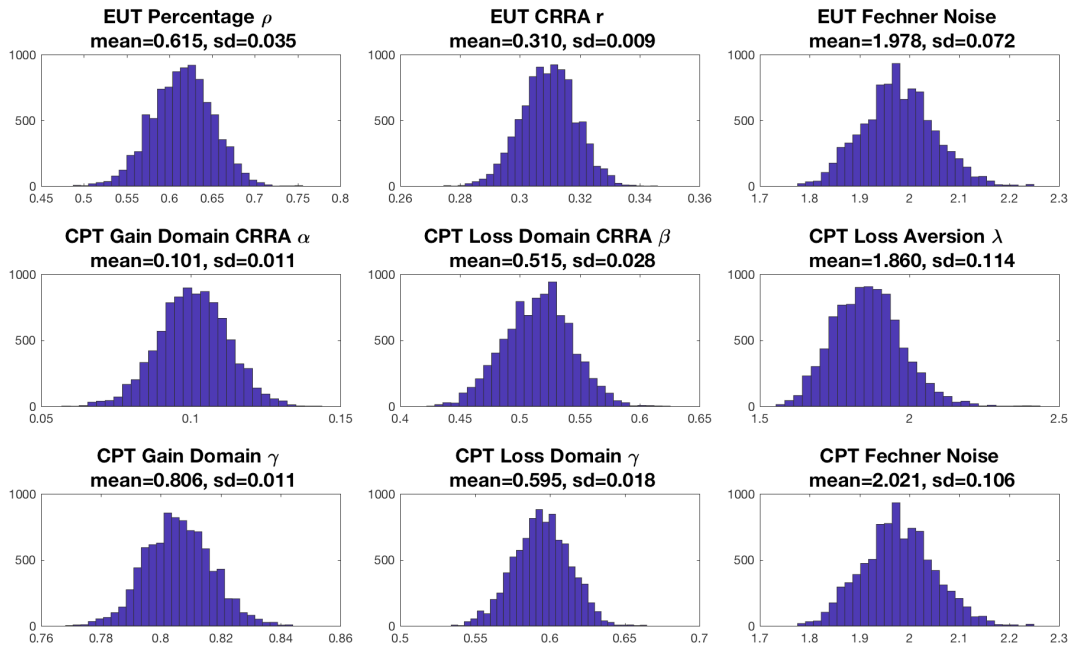 EUT Percentage ρ
mean=0.615, sd=0.035
1000
500
0
0.45 0.5 0.55 0.6 0.65 0.7 0.75 0.8
EUT CRRA r
mean=0.310, sd=0.009
1000
500
0
0.26 0.28 0.3 0.32 0.34 0.36
EUT Fechner Noise
mean=1.978, sd=0.072
1000
500
0
1.7 1.8 1.9 2 2.1 2.2 2.3
CPT Gain Domain CRRA α
mean=0.101, sd=0.011
1000
500
0
0.05 0.1 0.15
CPT Loss Domain CRRA β
mean=0.515, sd=0.028
1000
500
0
0.4 0.45 0.5 0.55 0.6 0.65
CPT Loss Aversion λ
mean=1.860, sd=0.114
1000
500
0
1.5 2 2.5
CPT Gain Domain γ
mean=0.806, sd=0.011
1000
500
0
0.76 0.78 0.8 0.82 0.84 0.86
CPT Loss Domain γ
mean=0.595, sd=0.018
1000
500
0
0.5 0.55 0.6 0.65 0.7
CPT Fechner Noise
mean=2.021, sd=0.106
1000
500
0
1.7 1.8 1.9 2 2.1 2.2 2.3